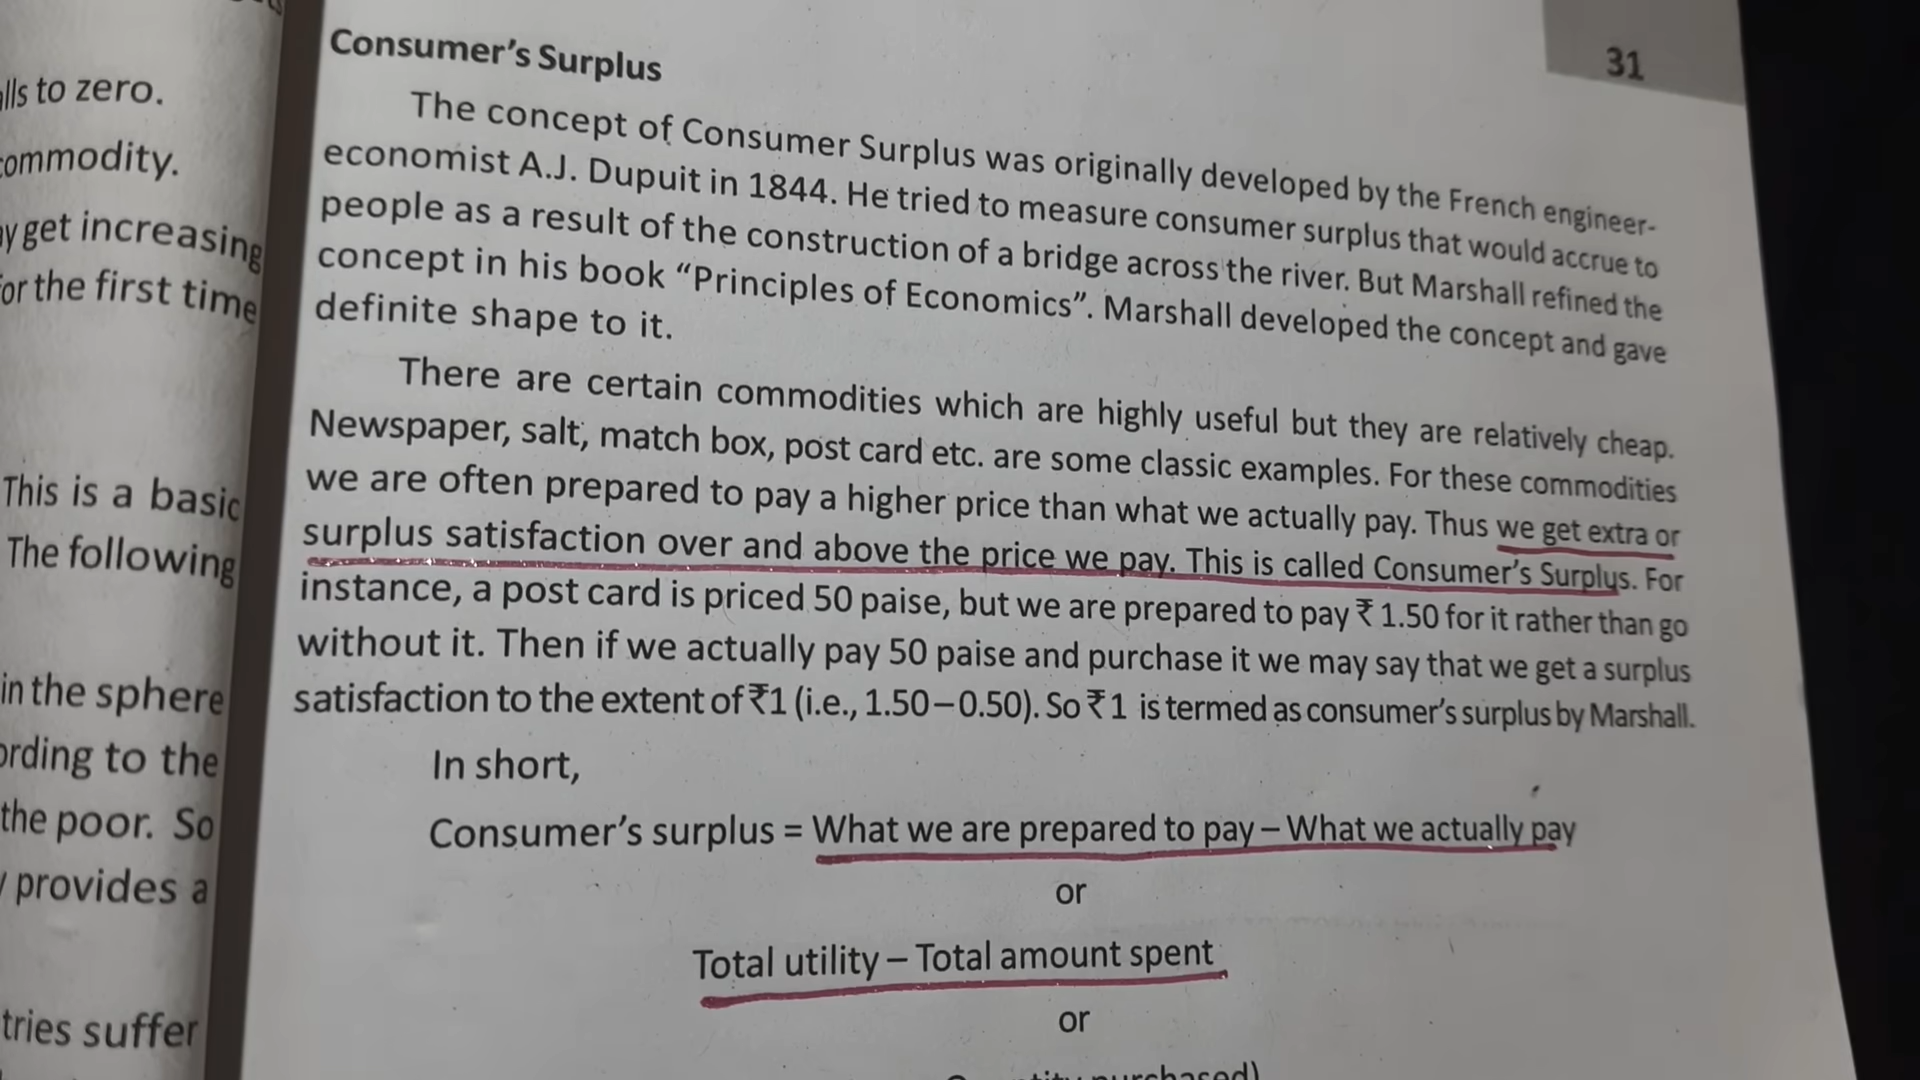 lls to zero.
ommodity.
y get increasing
or the first time
This is a basic
The following
in the sphere
ording to the
the poor. So
provides a
tries suffer
31
Consumer's Surplus
The concept of Consumer Surplus was originally developed by the French engineer-
economist A.J. Dupuit in 1844. He tried to measure consumer surplus that would accrue to
people as a result of the construction of a bridge across the river. But Marshall refined the
concept in his book “Principles of Economics”. Marshall developed the concept and gave
definite shape to it.
There are certain commodities which are highly useful but they are relatively cheap.
Newspaper, salt, match box, post card etc. are some classic examples. For these commodities
we are often prepared to pay a higher price than what we actually pay. Thus we get extra or
surplus satisfaction over and above the price we pay. This is called Consumer's Surplus. For
instance, a post card is priced 50 paise, but we are prepared to pay ₹ 1.50 for it rather than go
without it. Then if we actually pay 50 paise and purchase it we may say that we get a surplus
satisfaction to the extent of ₹1 (i.e., 1.50–0.50). So ₹1 is termed as consumer's surplus by Marshall.
In short,
Consumer's surplus = What we are prepared to pay – What we actually pay
or
Total utility – Total amount spent
or
purchased)